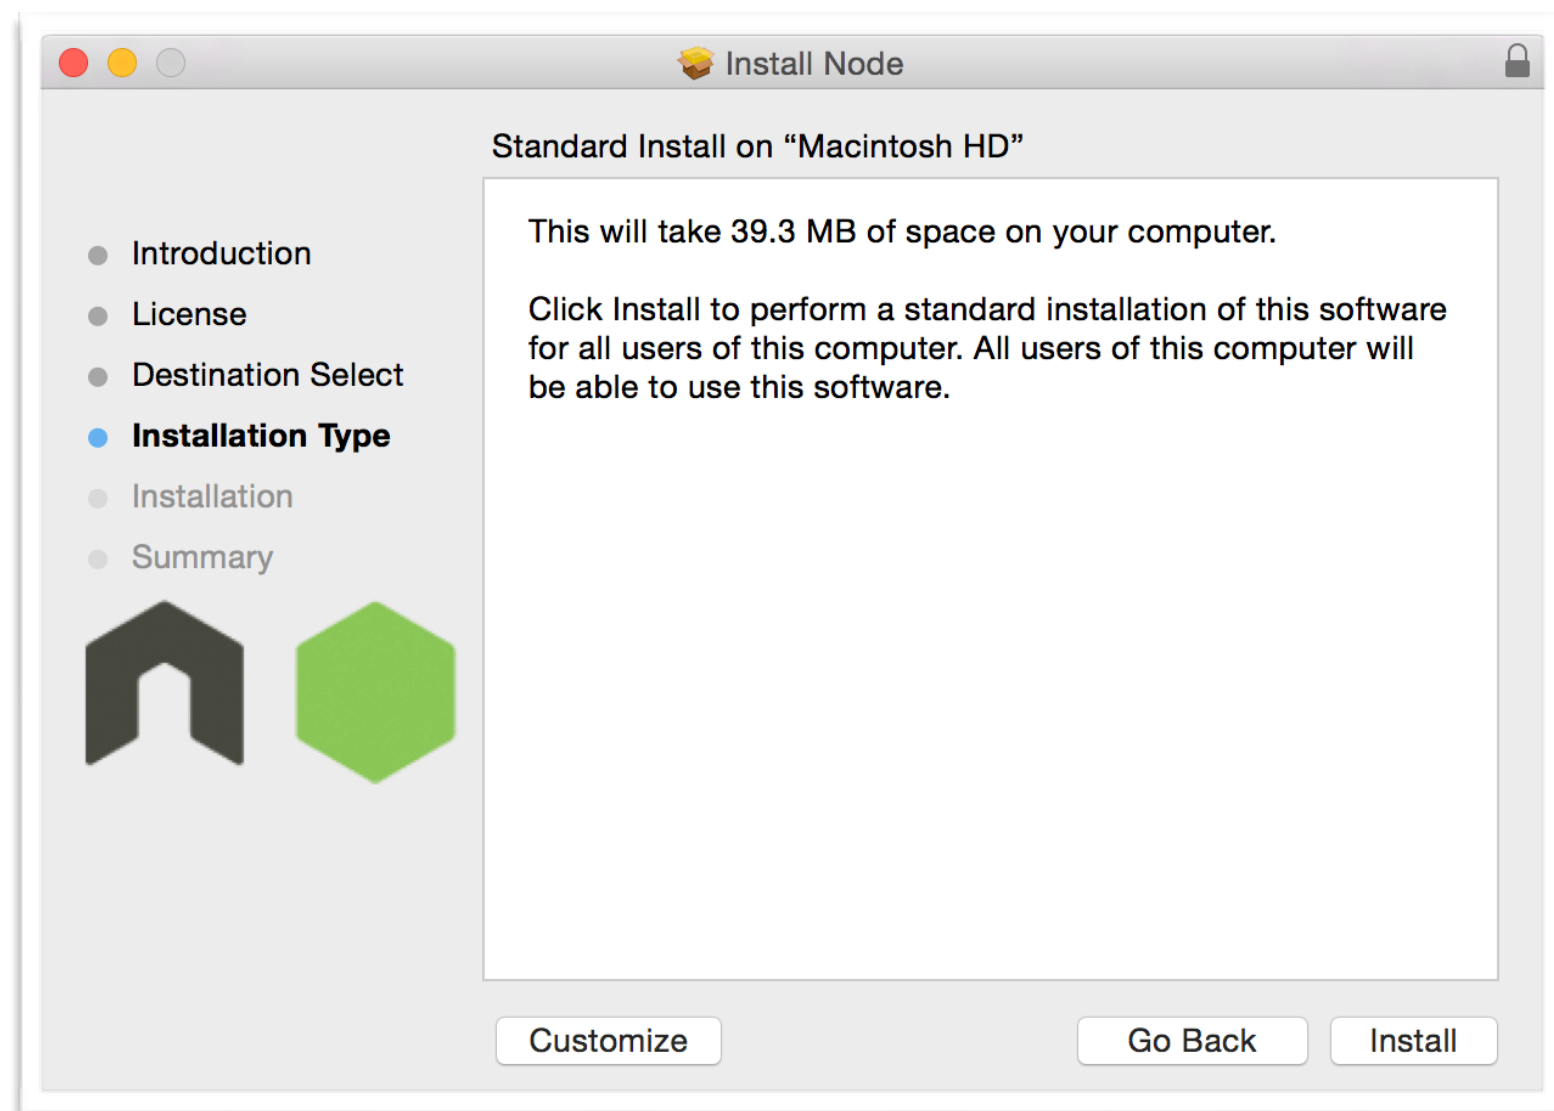 Install Node
Standard Install on “Macintosh HD”
Introduction
License
Destination Select
Installation Type
Installation
Summary
This will take 39.3 MB of space on your computer.
Click Install to perform a standard installation of this software
for all users of this computer. All users of this computer will
be able to use this software.
Customize
Go Back
Install